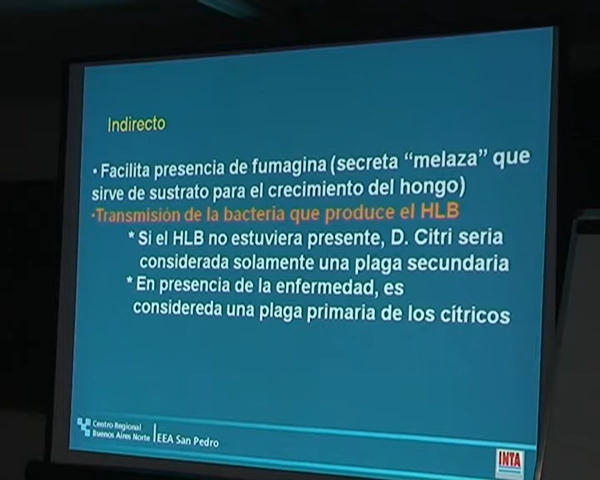 Indirecto
• Facilita presencia de fumagina (secreta “melaza” que
sirve de sustrato para el crecimiento del hongo)
•Transmisión de la bacteria que produce el HLB
* Si el HLB no estuviera presente, D. Citri seria
considerada solamente una plaga secundaria
* En presencia de la enfermedad, es
considereda una plaga primaria de los cítricos
Centro Regional
Buenos Aires Norte
EEA San Pedro
INTA